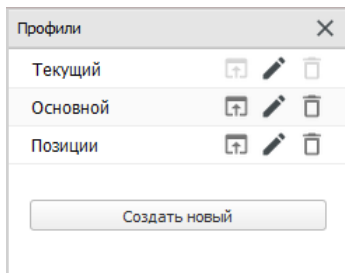 Профили
Текущий
Основной
Позиции
Создать новый